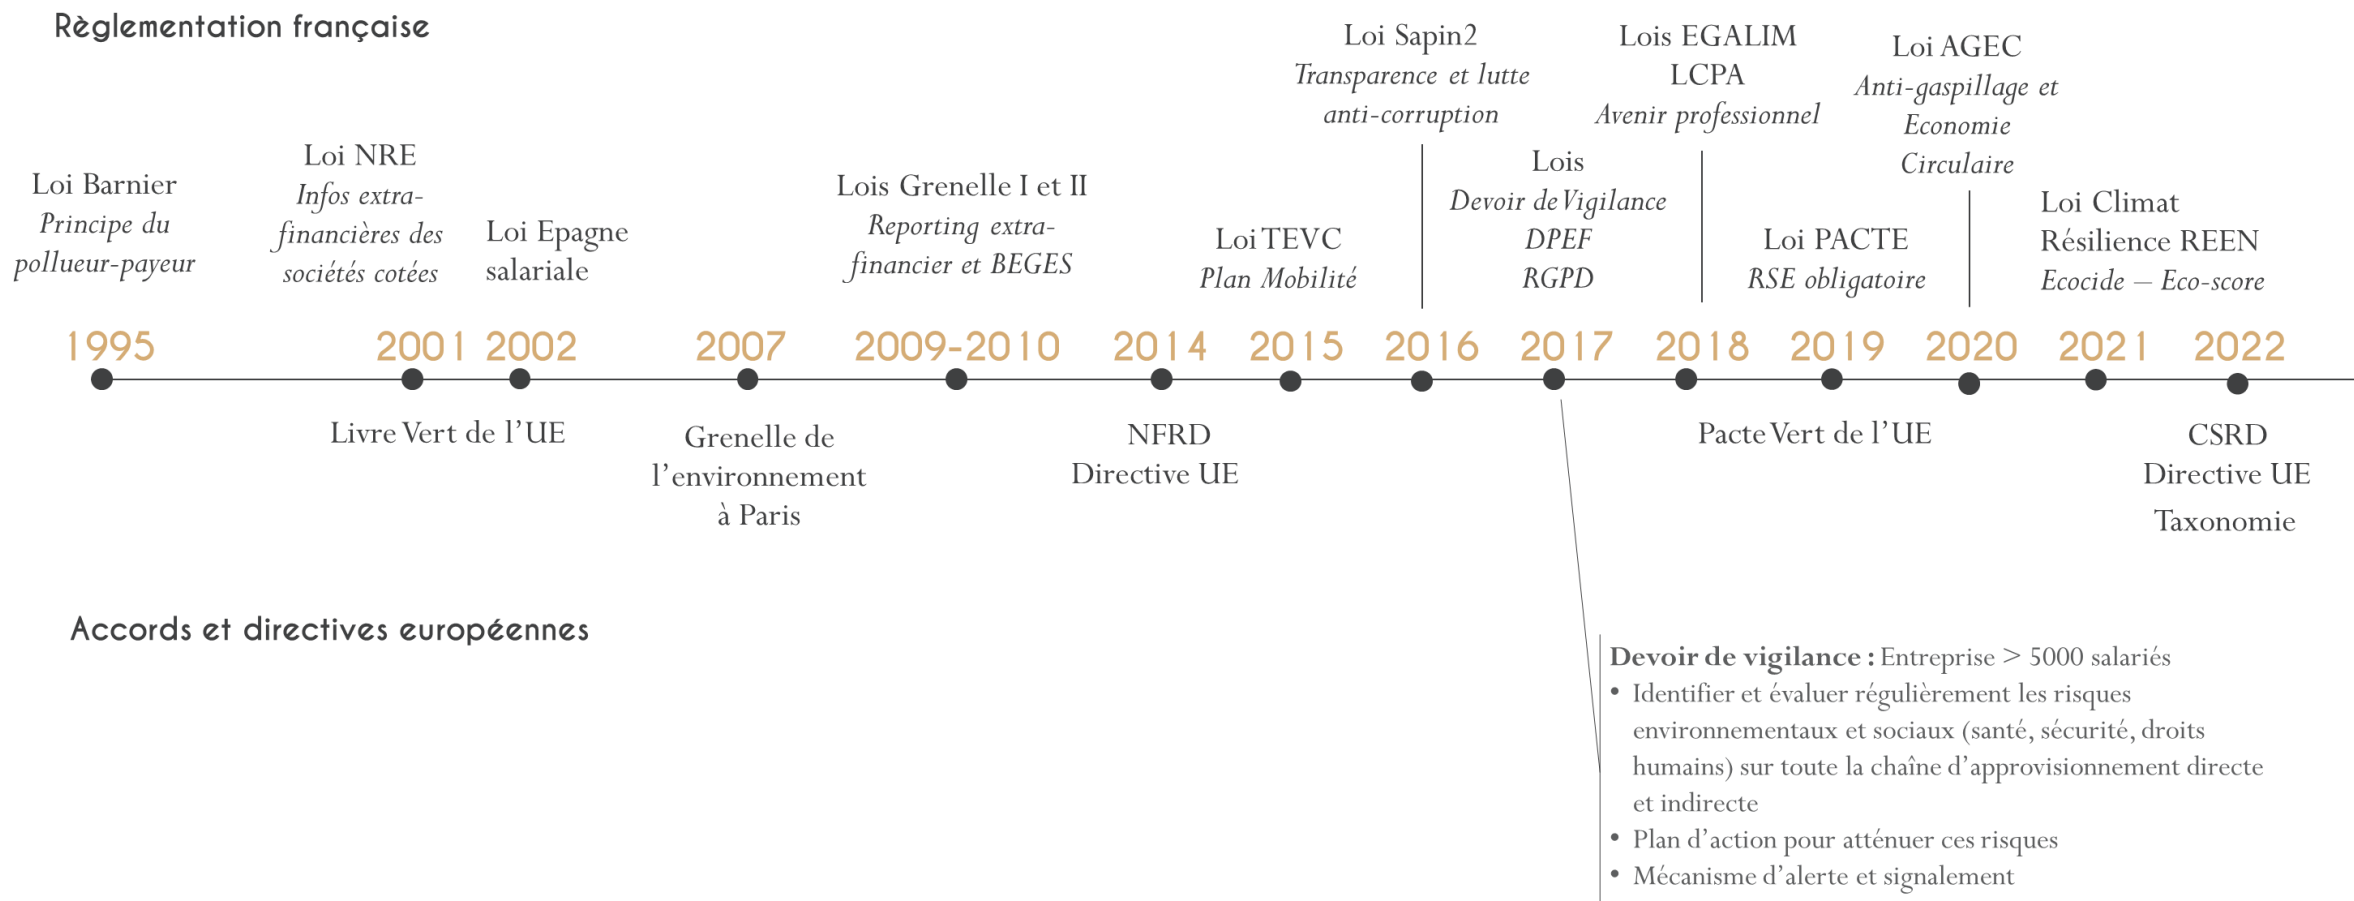 Règlementation française
Loi Barnier
Principe du
pollueur-payeur
Loi NRE
Infos extra-
financières des
sociétés cotées
Loi Epagne
salariale
Lois Grenelle I et II
Reporting extra-
financier et BEGES
Loi TEVC
Plan Mobilité
Loi Sapin2
Transparence et lutte
anti-corruption
Lois
Devoir de Vigilance
DPEF
RGPD
Lois EGALIM
LCPA
Avenir professionnel
Loi PACTE
RSE obligatoire
Loi AGEC
Anti-gaspillage et
Economie
Circulaire
Loi Climat
Résilience REEN
Ecocide – Eco-score
1995 2001 2002 2007 2009-2010 2014 2015 2016 2017 2018 2019 2020 2021 2022
Livre Vert de l’UE
Grenelle de
l’environnement
à Paris
NFRD
Directive UE
Pacte Vert de l’UE
CSRD
Directive UE
Taxonomie
Accords et directives européennes
Devoir de vigilance : Entreprise > 5000 salariés
• Identifier et évaluer régulièrement les risques
environnementaux et sociaux (santé, sécurité, droits
humains) sur toute la chaîne d’approvisionnement directe
et indirecte
• Plan d’action pour atténuer ces risques
• Mécanisme d’alerte et signalement